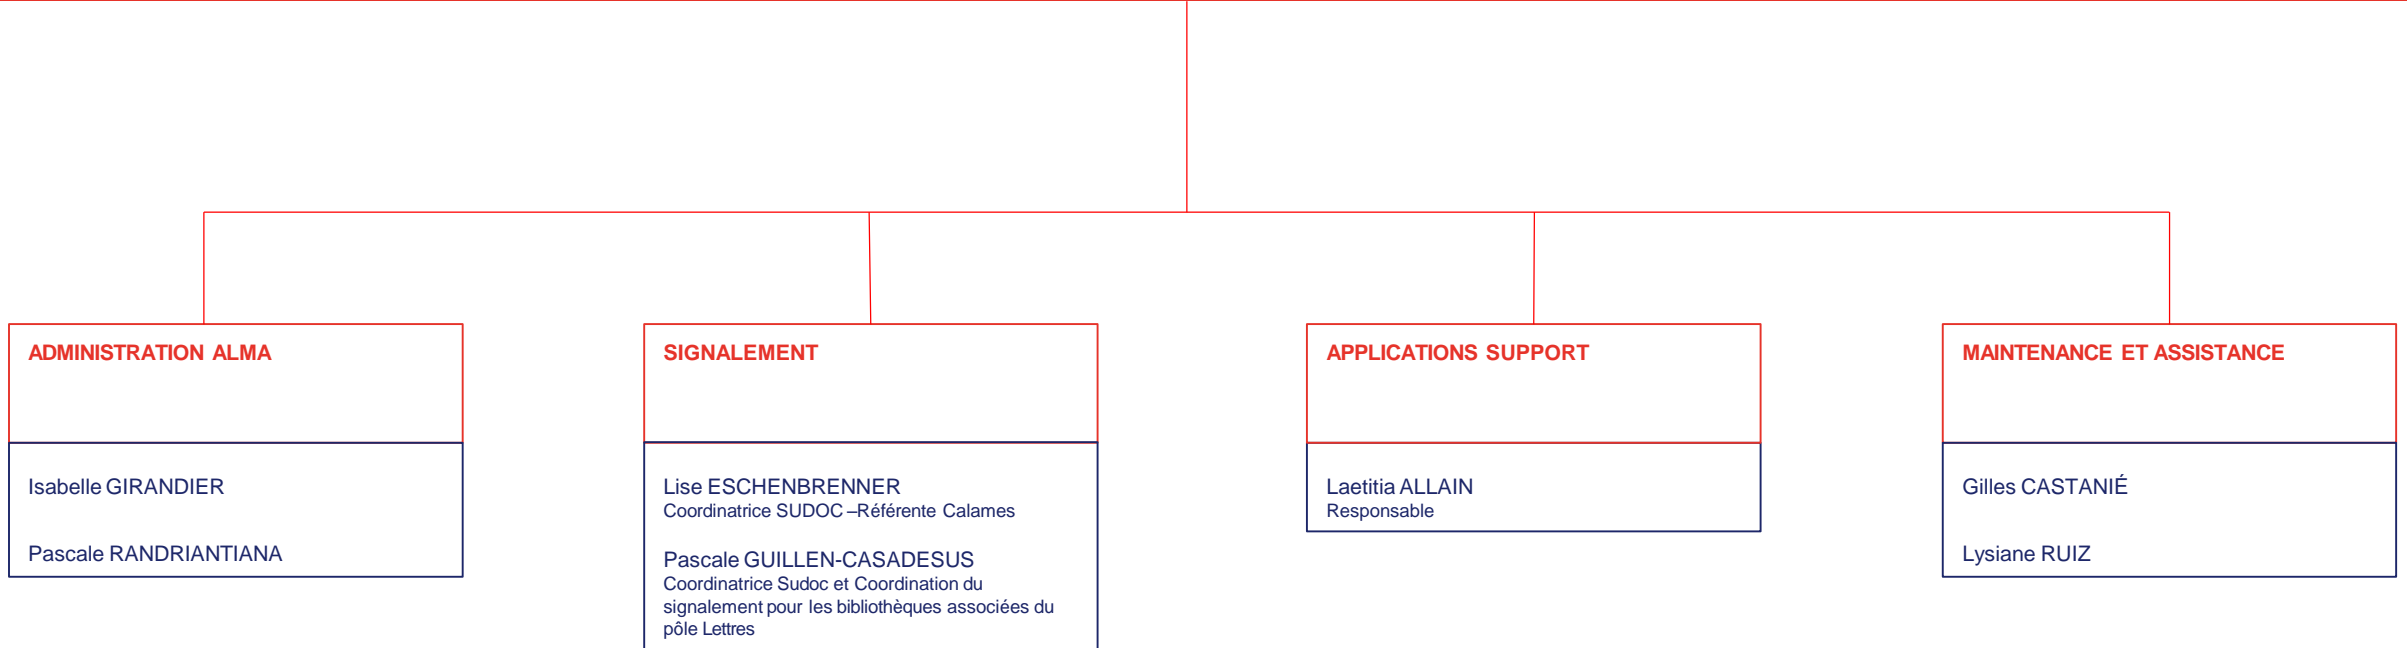 ADMINISTRATION ALMA
Isabelle GIRANDIER
Pascale RANDRIANTIANA
SIGNALEMENT
Lise ESCHENBRENNER
Coordinatrice SUDOC –Référente Calames
Pascale GUILLEN-CASADESUS
Coordinatrice Sudoc et Coordination du
signalement pour les bibliothèques associées du
pôle Lettres
APPLICATIONS SUPPORT
Laetitia ALLAIN
Responsable
MAINTENANCE ET ASSISTANCE
Gilles CASTANIÉ
Lysiane RUIZ